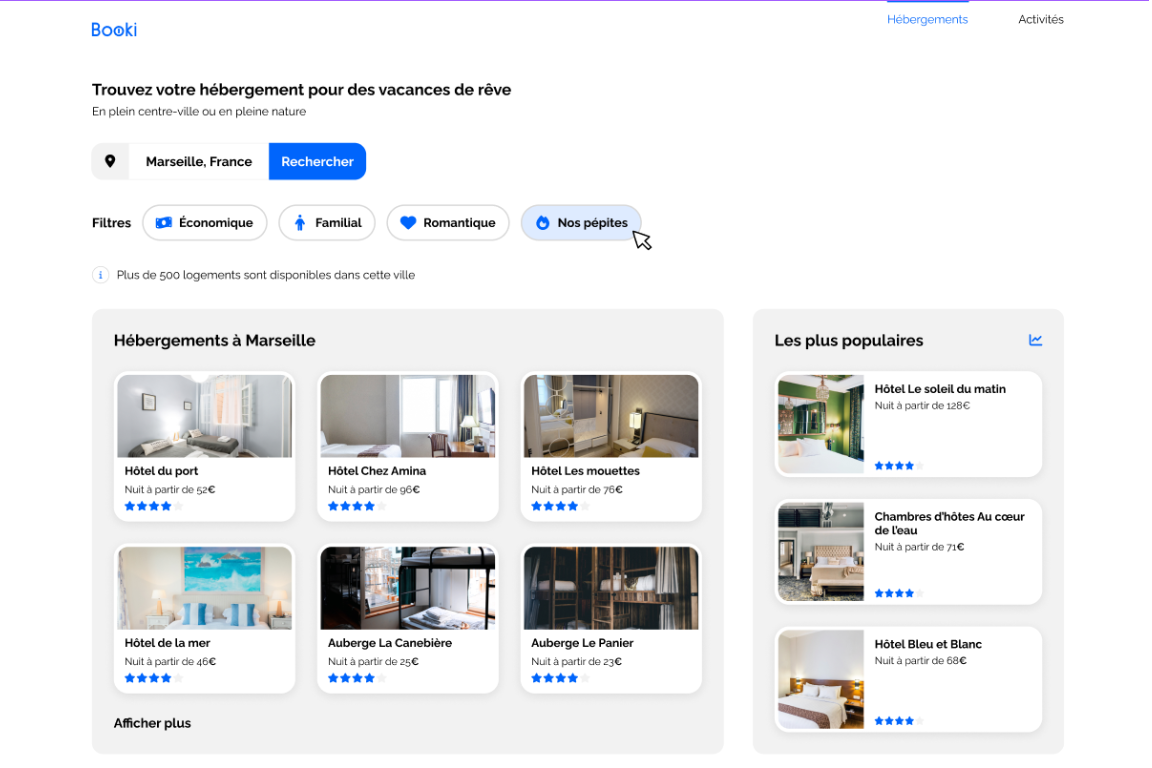 Booki
Hébergements
Activités
Trouvez votre hébergement pour des vacances de rêve
En plein centre-ville ou en pleine nature
Marseille, France
Rechercher
Filtres
Économique
Familial
Romantique
Nos pépites
i Plus de 500 logements sont disponibles dans cette ville
Hébergements à Marseille
Hôtel du port
Nuit à partir de 52€
Hôtel Chez Amina
Nuit à partir de 96€
Hôtel Les mouettes
Nuit à partir de 76€
Hôtel de la mer
Nuit à partir de 46€
Auberge La Canebière
Nuit à partir de 25€
Auberge Le Panier
Nuit à partir de 23€
Afficher plus
Les plus populaires
Hôtel Le soleil du matin
Nuit à partir de 128€
Chambres d'hôtes Au cœur
de l'eau
Nuit à partir de 71€
Hôtel Bleu et Blanc
Nuit à partir de 68€